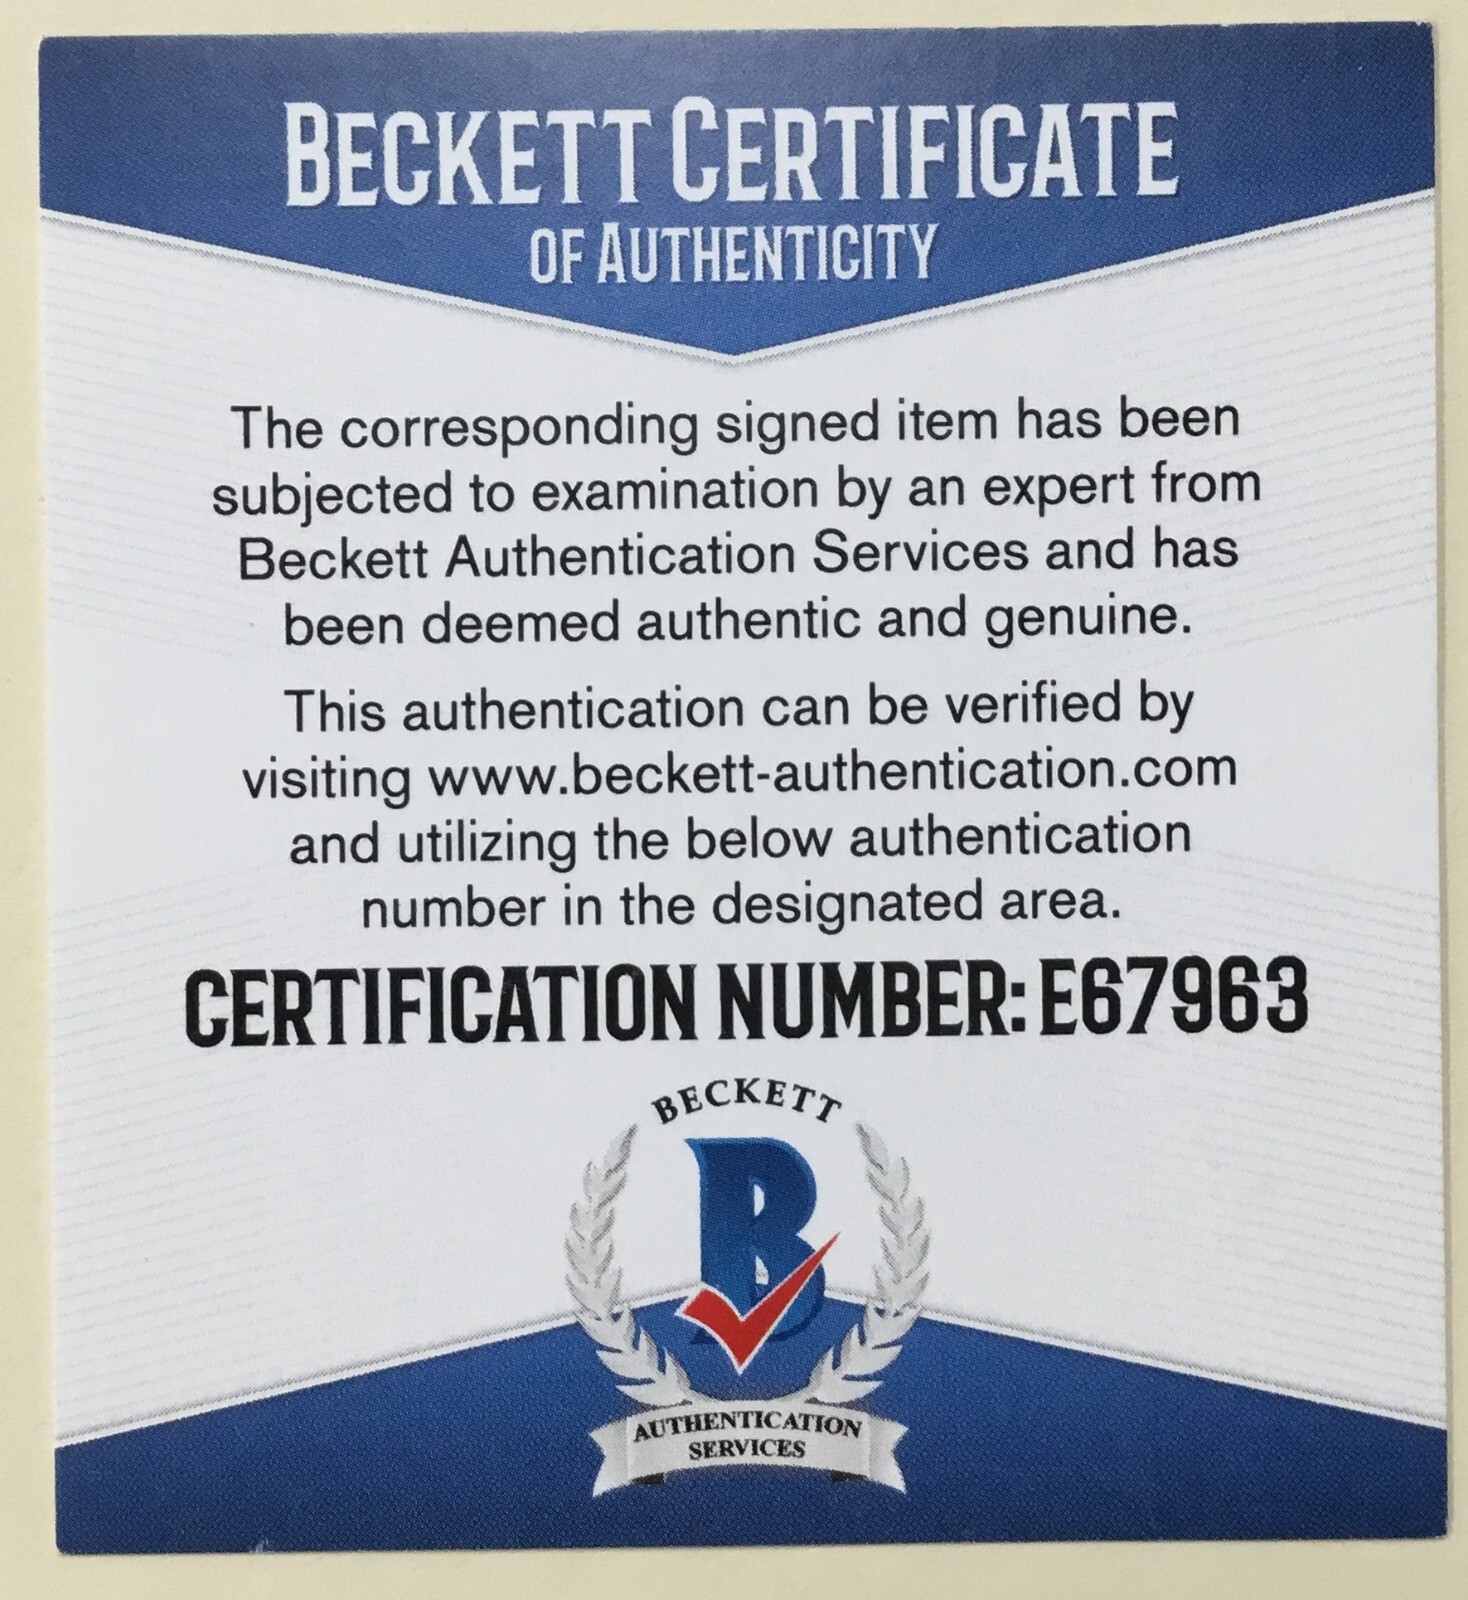 BECKETT CERTIFICATE
OF AUTHENTICITY
The corresponding signed item has been
subjected to examination by an expert from
Beckett Authentication Services and has
been deemed authentic and genuine.
This authentication can be verified by
visiting www.beckett-authentication.com
and utilizing the below authentication
number in the designated area.
CERTIFICATION NUMBER: E67963
BECKETT
B
AUTHENTICATION
SERVICES